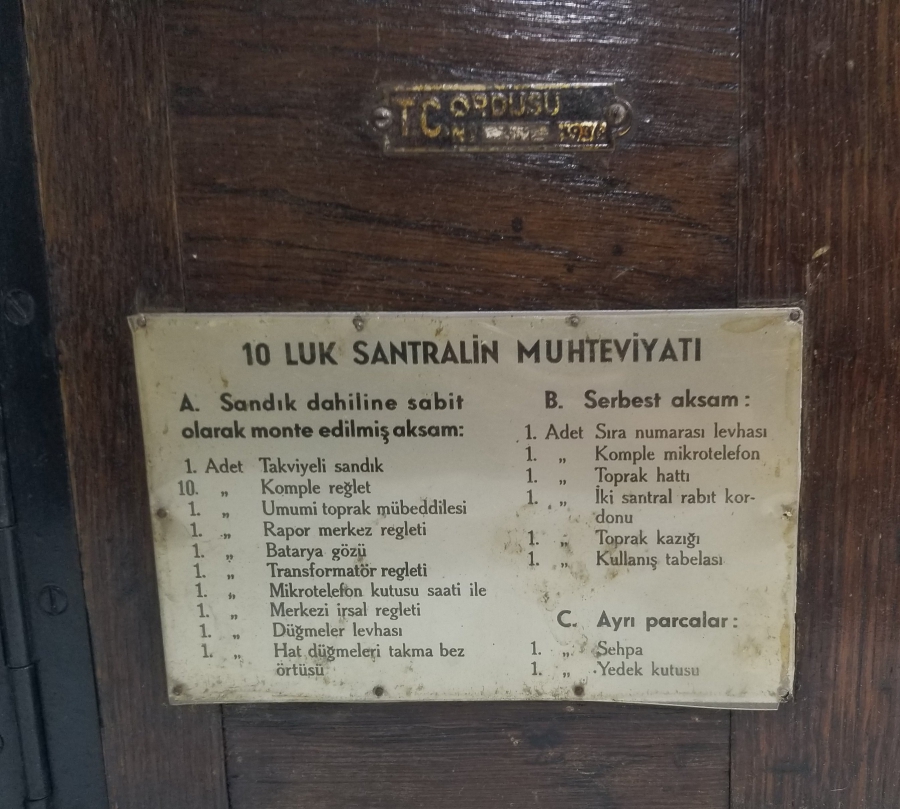 T.C ORDUSU
No
10 LUK SANTRALİN MUHTEVİYATI
A. Sandık dahiline sabit
olarak monte edilmiş aksam:
1. Adet Takviyeli sandık
10. „ Komple reğlet
1. „ Umumi toprak mübeddilesi
1. „ Rapor merkez regleti
1. „ Batarya gözü
1. „ Transformatör regleti
1. „ Mikrotelefon kutusu saati ile
1. „ Merkezi irsal regleti
1. „ Düğmeler levhası
1. „ Hat düğmeleri takma bez
örtüsü
B. Serbest aksam:
1. Adet Sıra numarası levhası
1. „ Komple mikrotelefon
1. „ Toprak hattı
1. „ İki santral rabıt kor-
donu
1. „ Toprak kazığı
1. „ Kullanış tabelası
C. Ayrı parcalar:
1. „ Sehpa
1. „ Yedek kutusu